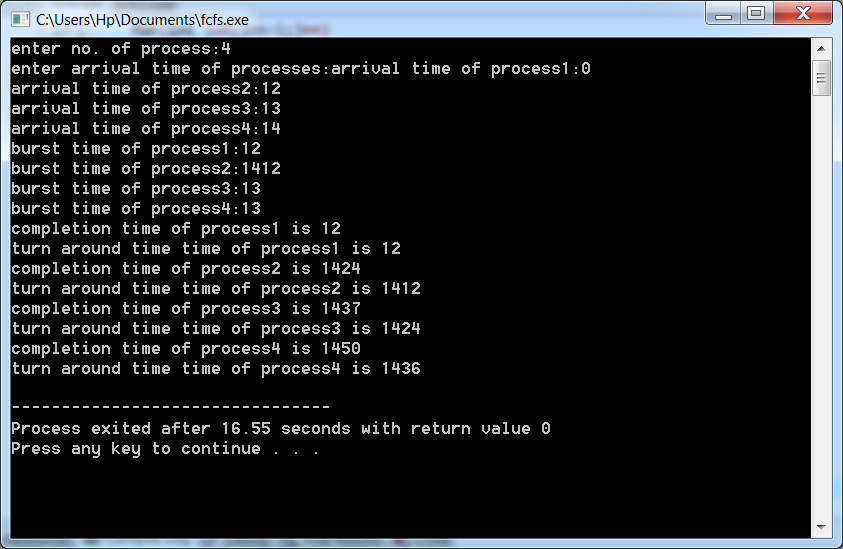 C:\Users\Hp\Documents\fcfs.exe
enter no. of process:4
enter arrival time of processes:arrival time of process1:0
arrival time of process2:12
arrival time of process3:13
arrival time of process4:14
burst time of process1:12
burst time of process2:1412
burst time of process3:13
burst time of process4:13
completion time of process1 is 12
turn around time time of process1 is 12
completion time of process2 is 1424
turn around time time of process2 is 1412
completion time of process3 is 1437
turn around time time of process3 is 1424
completion time of process4 is 1450
turn around time time of process4 is 1436
--------------------------------
Process exited after 16.55 seconds with return value 0
Press any key to continue . . .